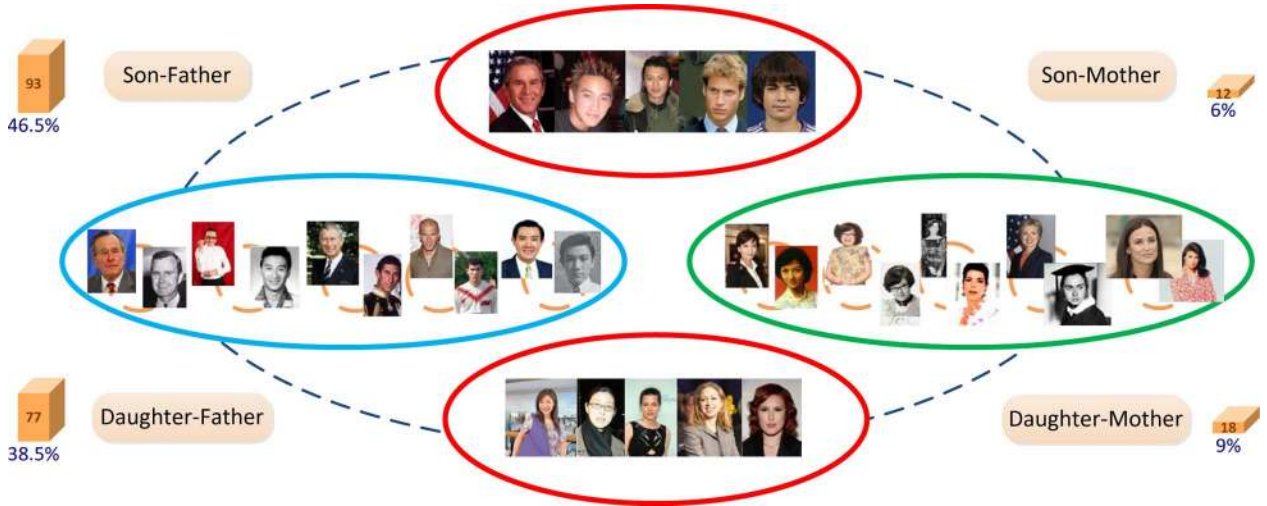 93
46.5%
Son-Father
Son-Mother
12
6%
77
38.5%
Daughter-Father
Daughter-Mother
18
9%